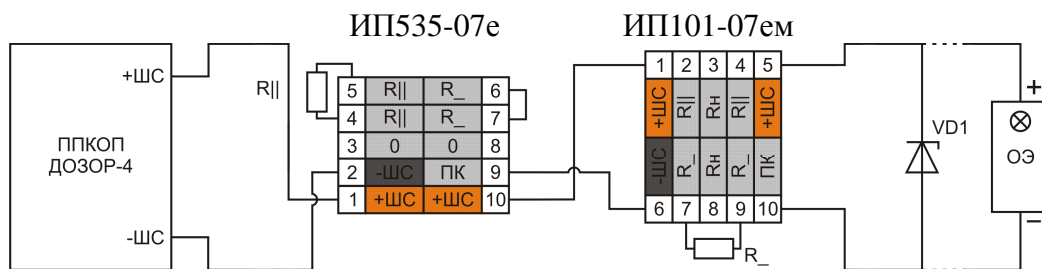 ИП535-07е ИП101-07ем
+ШС
ППКОП
ДОЗОР-4
-ШС
R||
5 R|| R_ 6
4 R|| R_ 7
3 0 0 8
2 -ШС ПК 9
1 +ШС +ШС 10
1 2 3 4 5
+ШС R|| Rн R|| +ШС
-ШС R_ Rн R_ ПК
6 7 8 9 10
R_
VD1
+
ОЭ
–